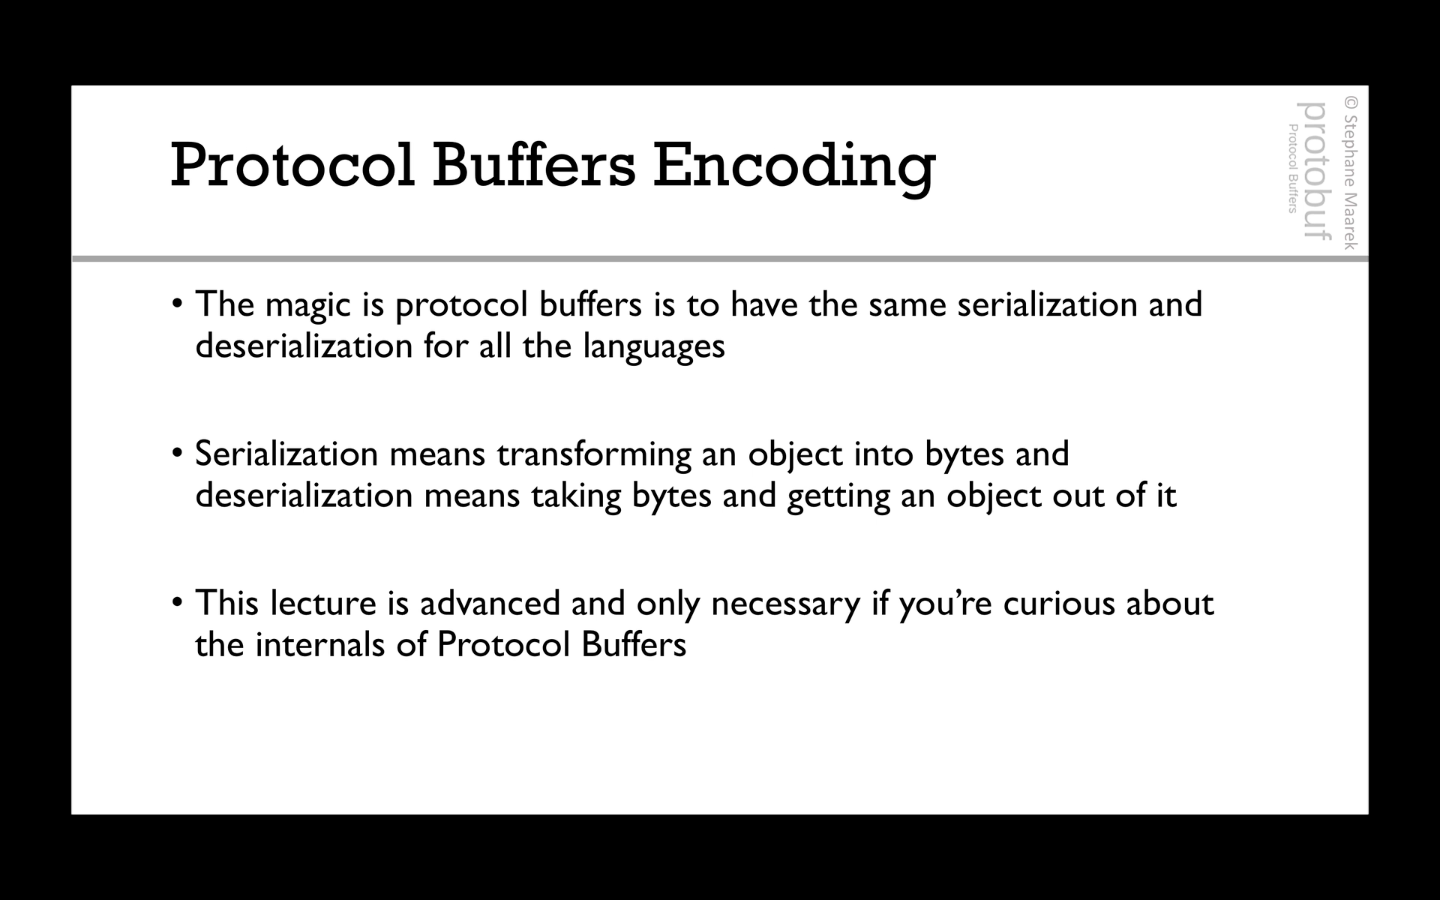 Protocol Buffers Encoding
© Stephane Maarek
protobuf
Protocol Buffers
• The magic is protocol buffers is to have the same serialization and
deserialization for all the languages
• Serialization means transforming an object into bytes and
deserialization means taking bytes and getting an object out of it
• This lecture is advanced and only necessary if you’re curious about
the internals of Protocol Buffers